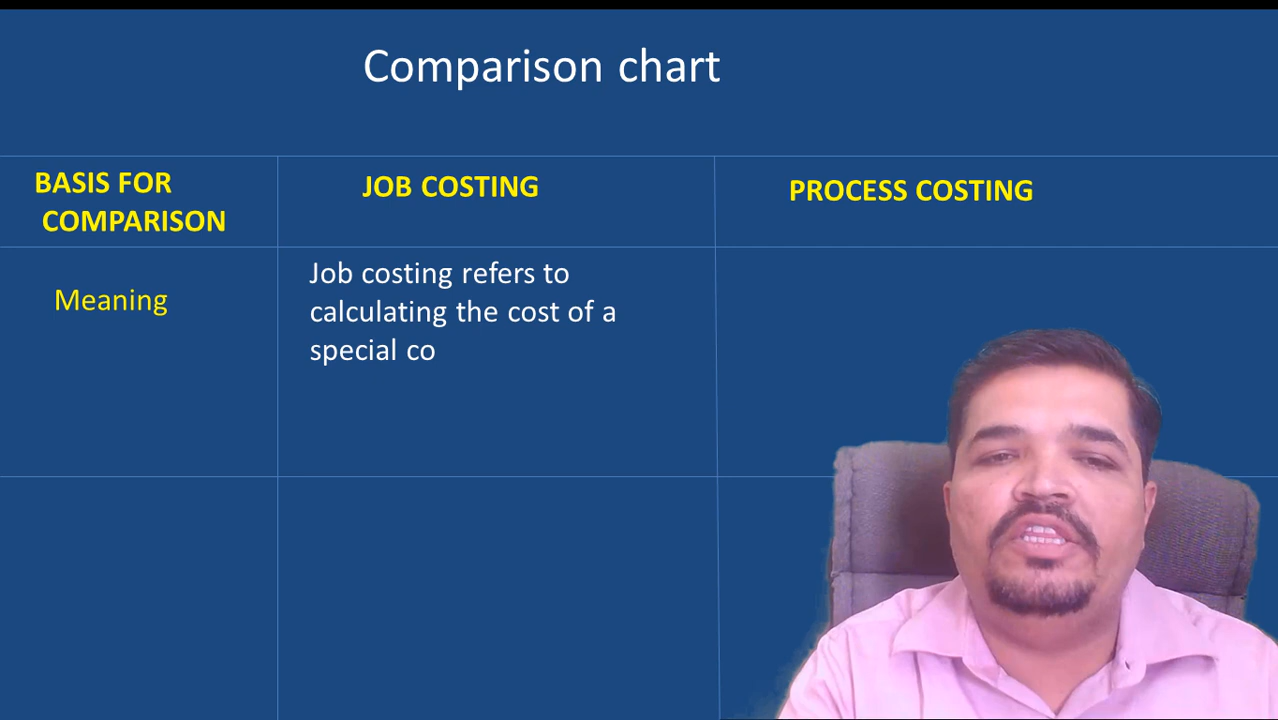 Comparison chart
BASIS FOR
COMPARISON
JOB COSTING
PROCESS COSTING
Meaning
Job costing refers to
calculating the cost of a
special co